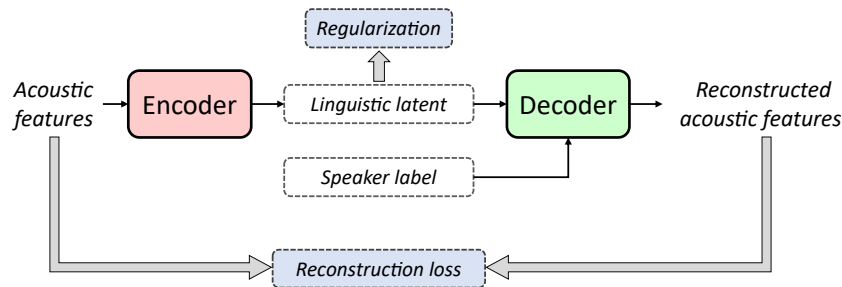 Regularization
Acoustic
features
Encoder
Linguistic latent
Decoder
Reconstructed
acoustic features
Speaker label
Reconstruction loss